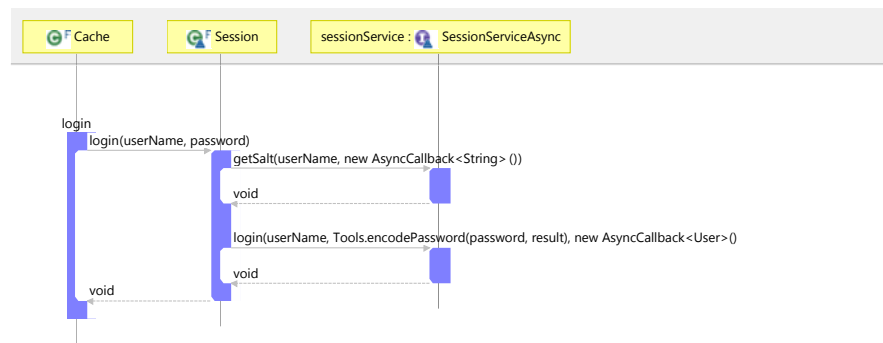 F Cache
F Session
sessionService : SessionServiceAsync
login
login(userName, password)
getSalt(userName, new AsyncCallback<String>())
void
login(userName, Tools.encodePassword(password, result), new AsyncCallback<User>()
void
void